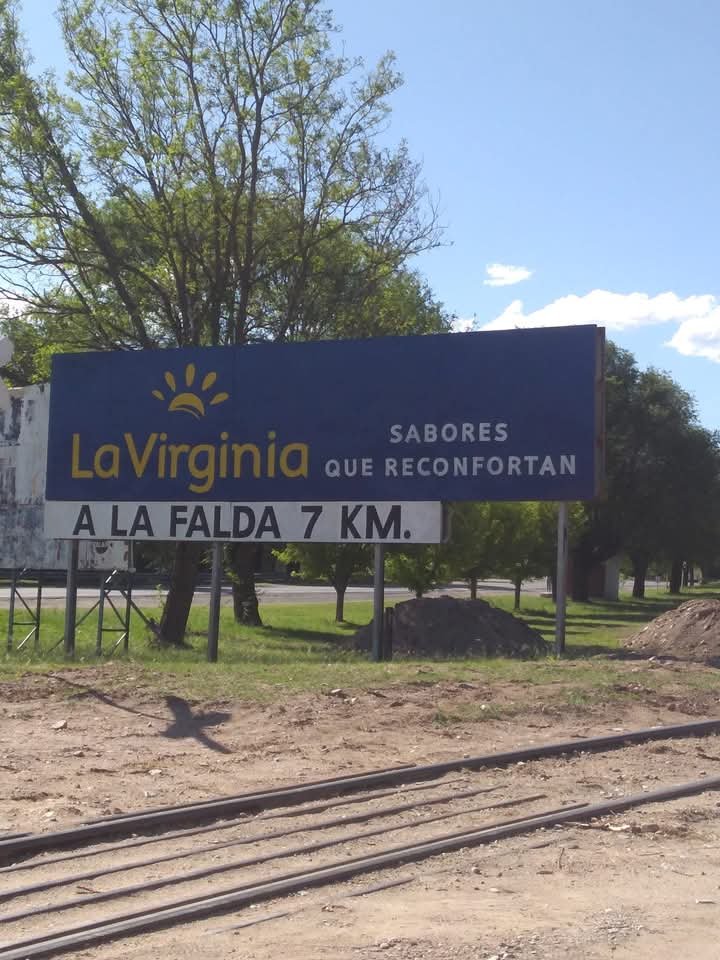 LaVirginia
SABORES
QUE RECONFORTAN
A LA FALDA 7 KM.